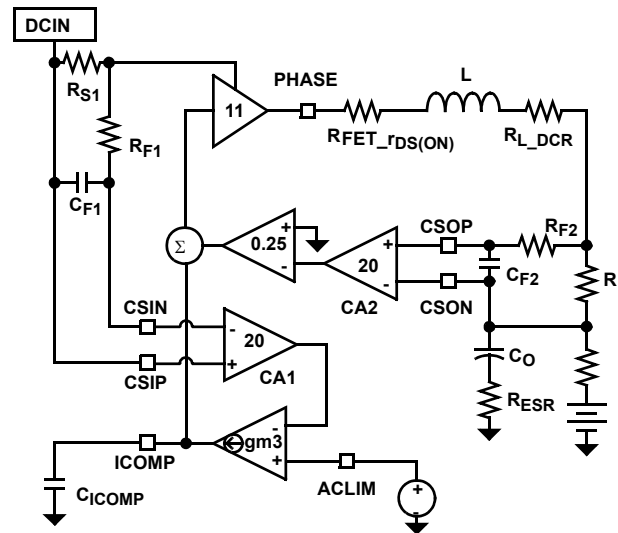 DCIN
RS1
RF1
CF1
11
PHASE
RFET_rDS(ON)
L
RL_DCR
Σ
0.25
+
-
20
+
-
CA2
CSOP
CSON
RF2
CF2
R
CSIN
CSIP
-
20
+
CA1
CO
RESR
ICOMP
gm3
-
+
ACLIM
CICOMP
+
-